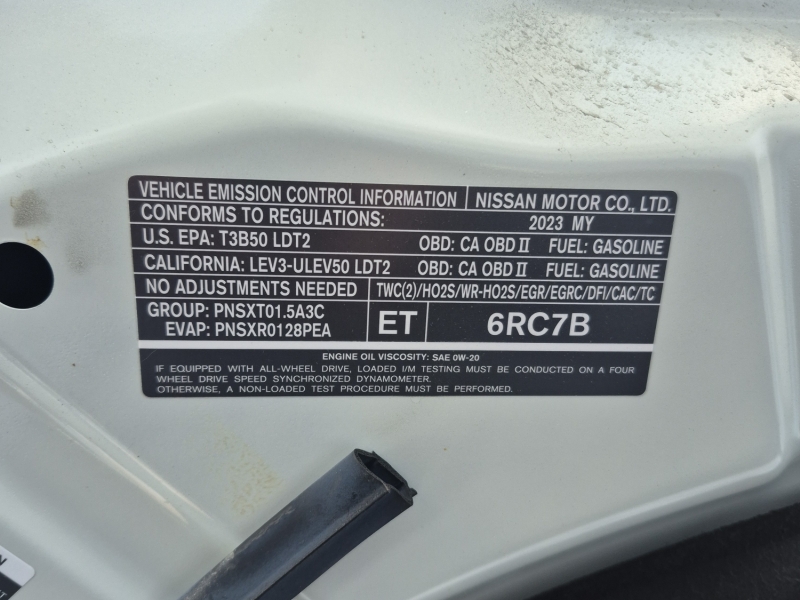 VEHICLE EMISSION CONTROL INFORMATION NISSAN MOTOR CO., LTD.
CONFORMS TO REGULATIONS: 2023 MY
U.S. EPA: T3B50 LDT2 OBD: CA OBD II FUEL: GASOLINE
CALIFORNIA: LEV3-ULEV50 LDT2 OBD: CA OBD II FUEL: GASOLINE
NO ADJUSTMENTS NEEDED TWC(2)/HO2S/WR-HO2S/EGR/EGRC/DFI/CAC/TC
GROUP: PNSXT01.5A3C
EVAP: PNSXR0128PEA
ET 6RC7B
ENGINE OIL VISCOSITY: SAE 0W-20
IF EQUIPPED WITH ALL-WHEEL DRIVE, LOADED I/M TESTING MUST BE CONDUCTED ON A FOUR
WHEEL DRIVE SPEED SYNCHRONIZED DYNAMOMETER.
OTHERWISE, A NON-LOADED TEST PROCEDURE MUST BE PERFORMED.